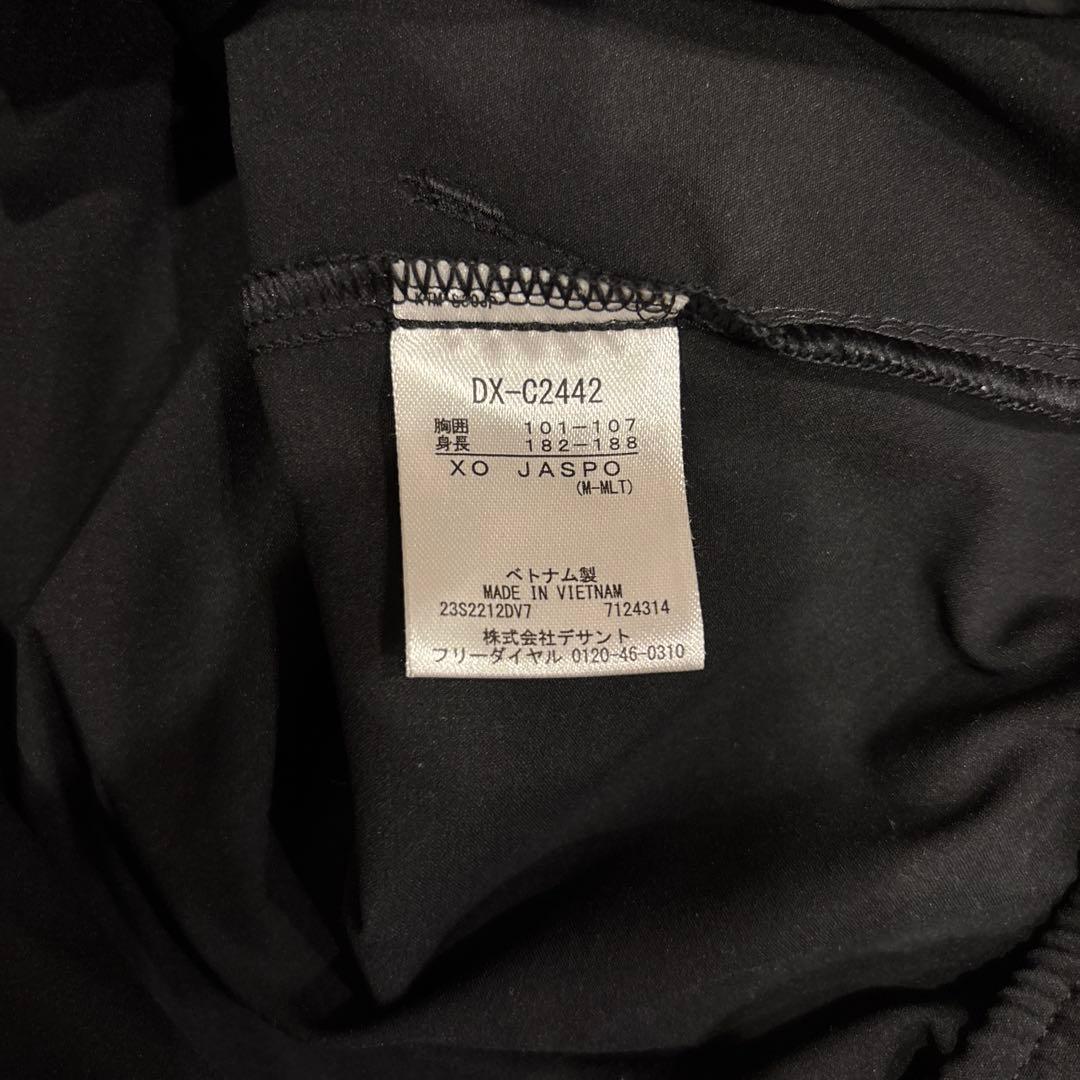 DX-C2442
胸囲 101-107
身長 182-188
XO JASPO
(M-MLT)
ベトナム製
MADE IN VIETNAM
23S2212DV7 7124314
株式会社デサント
フリーダイヤル 0120-46-0310